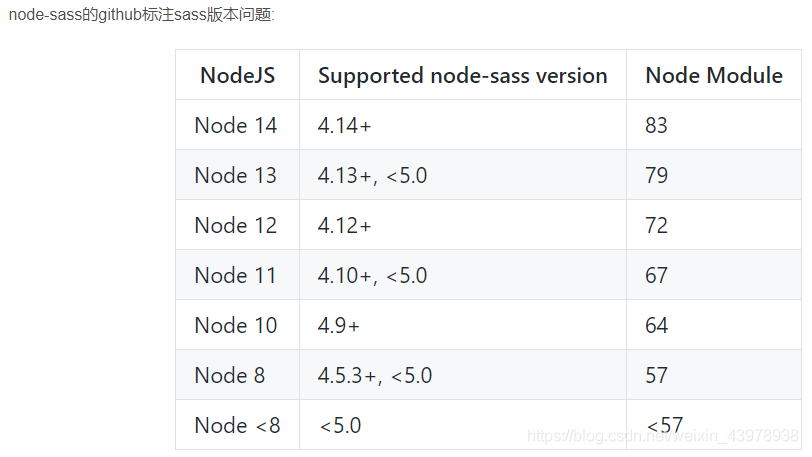 node-sass的github标注sass版本问题:
NodeJS Supported node-sass version Node Module
Node 14 4.14+ 83
Node 13 4.13+, <5.0 79
Node 12 4.12+ 72
Node 11 4.10+, <5.0 67
Node 10 4.9+ 64
Node 8 4.5.3+, <5.0 57
Node <8 <5.0 <57
https://blog.csdn.net/weixin_43978938